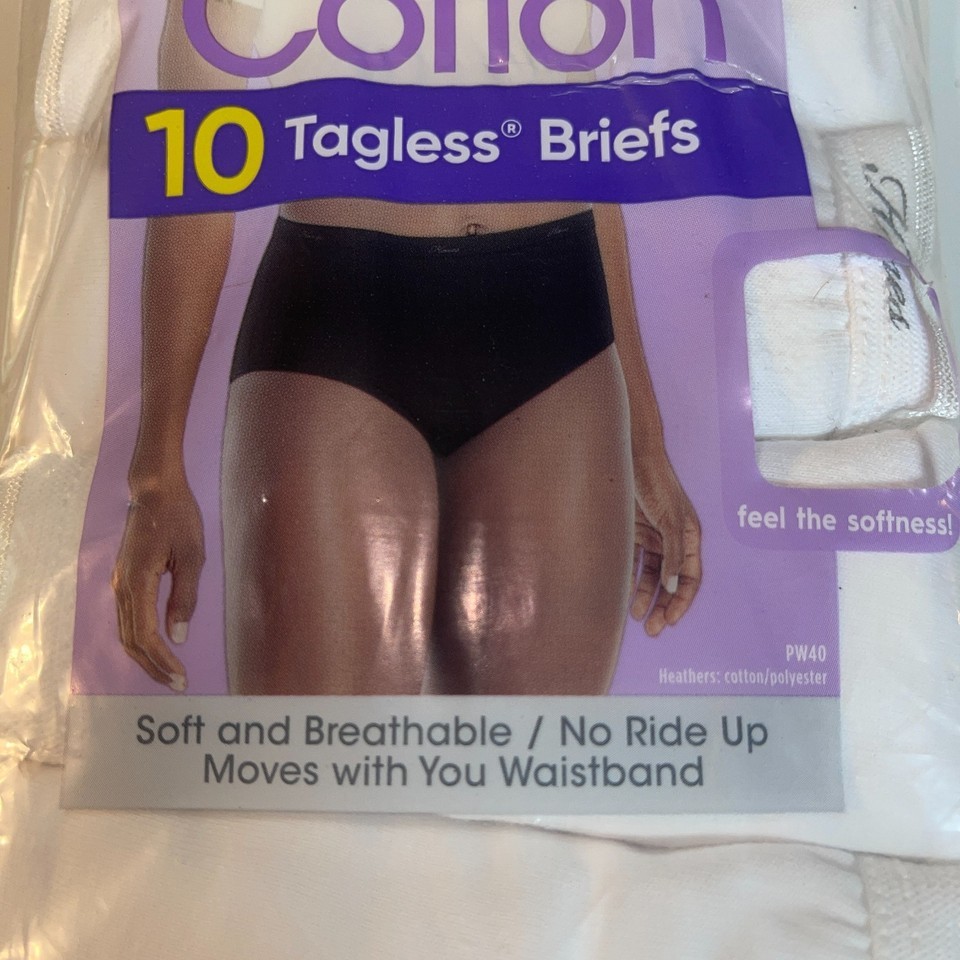 Cotton
10 Tagless® Briefs
Hanes
feel the softness!
PW40
Heathers: cotton/polyester
Soft and Breathable / No Ride Up
Moves with You Waistband